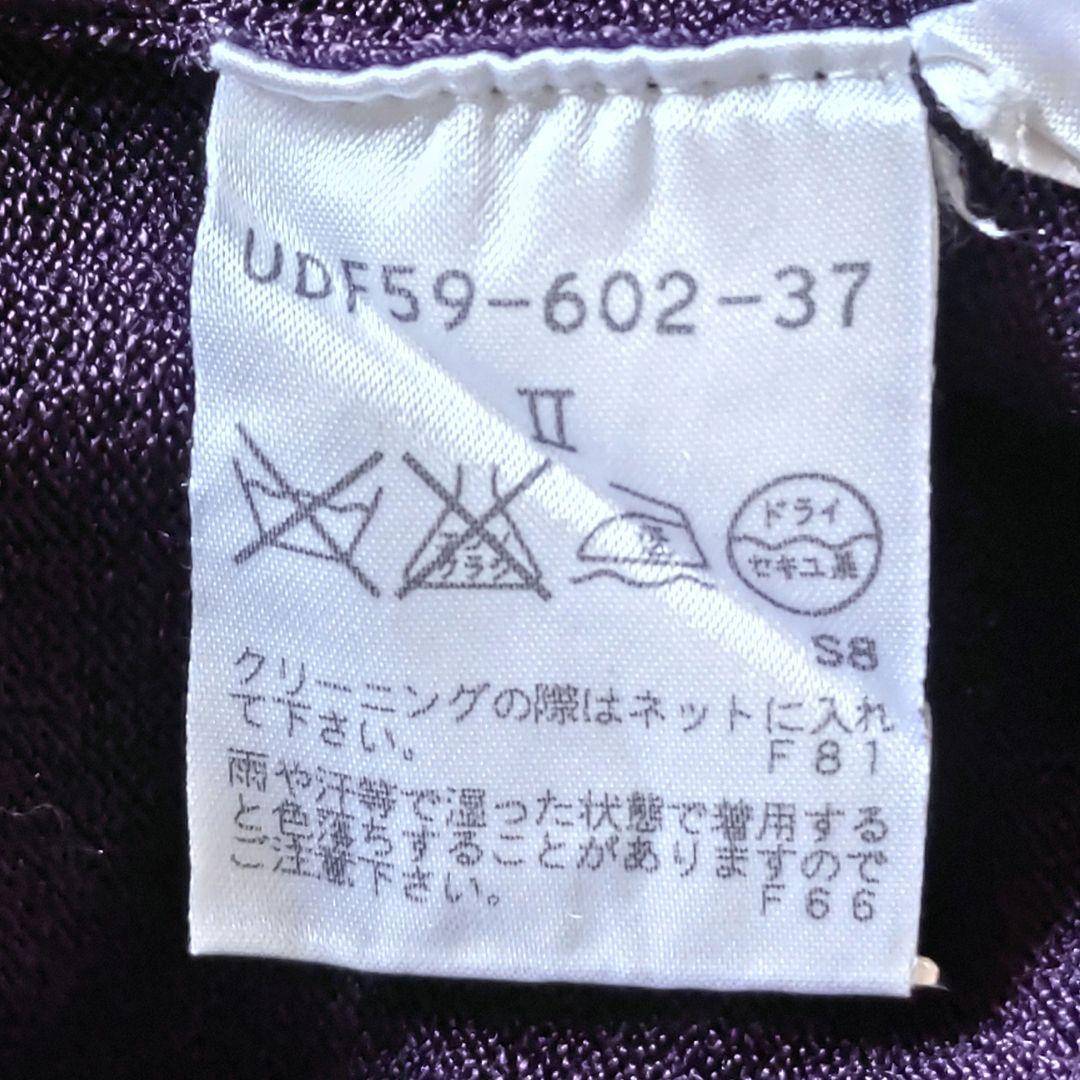 UDF59-602-37
II
ドライ
セキユ系
S8
クリーニングの際はネットに入れ
て下さい。
F81
雨や汗等で湿った状態で着用する
と色落ちすることがありますので
ご注意下さい。
F66